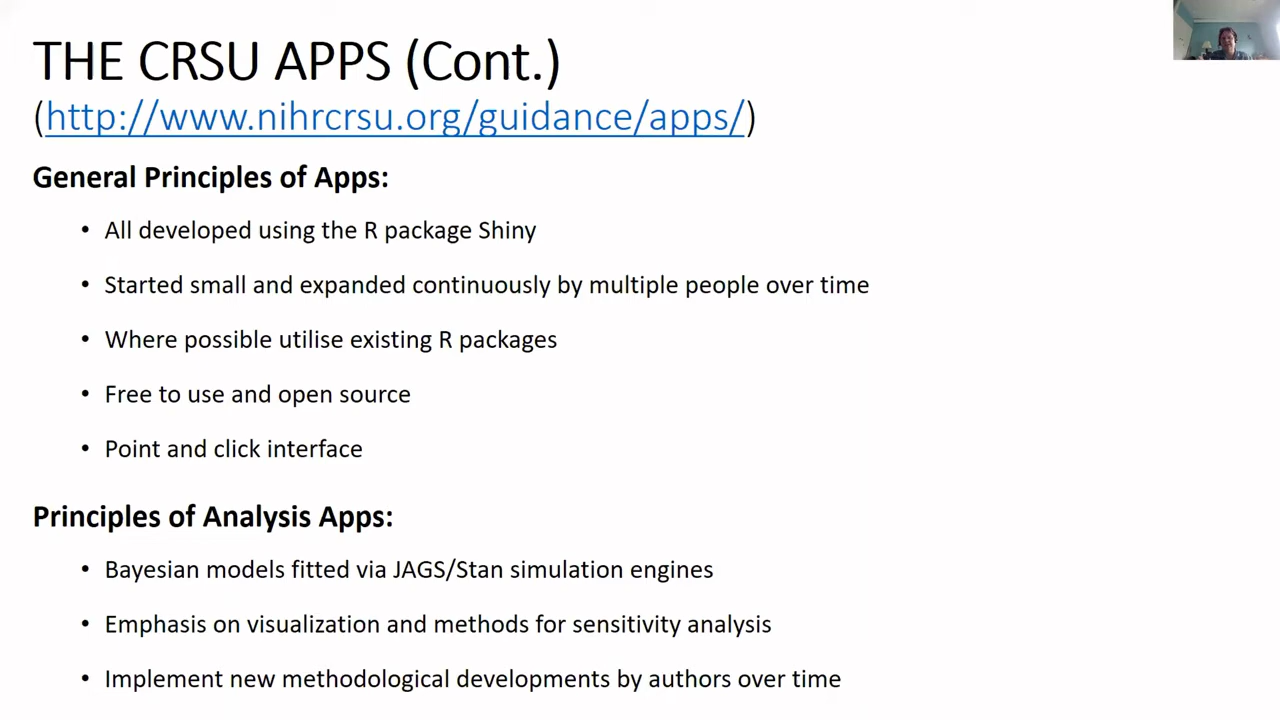 THE CRSU APPS (Cont.)
(http://www.nihrcrsu.org/guidance/apps/)
General Principles of Apps:
• All developed using the R package Shiny
• Started small and expanded continuously by multiple people over time
• Where possible utilise existing R packages
• Free to use and open source
• Point and click interface
Principles of Analysis Apps:
• Bayesian models fitted via JAGS/Stan simulation engines
• Emphasis on visualization and methods for sensitivity analysis
• Implement new methodological developments by authors over time